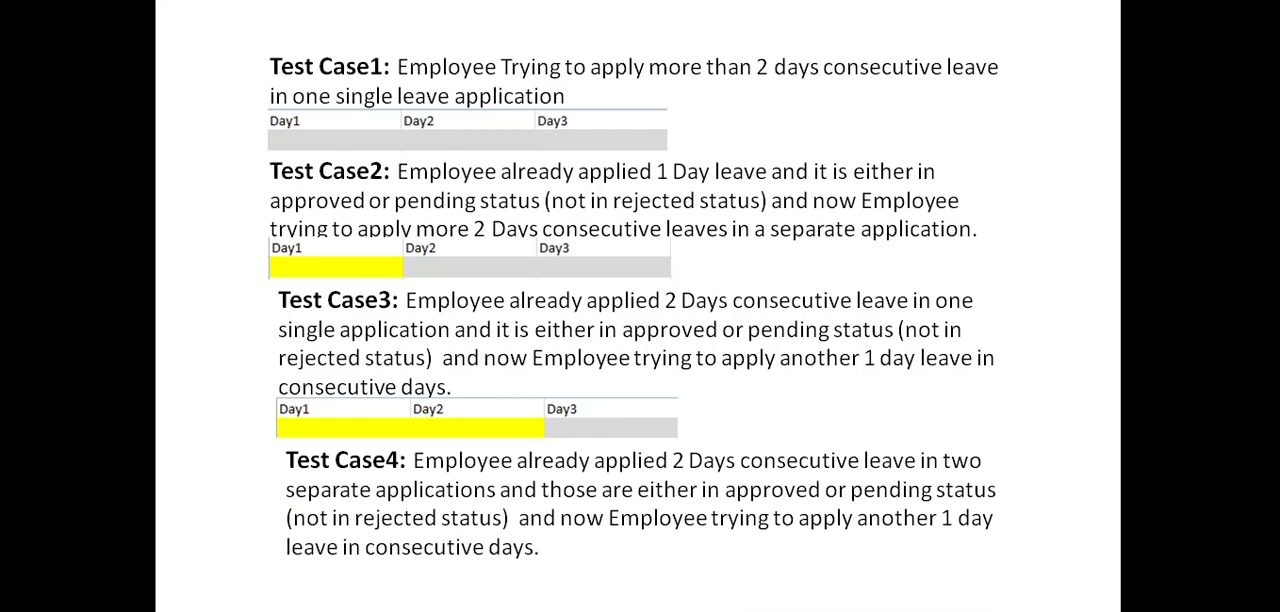 Test Case1: Employee Trying to apply more than 2 days consecutive leave
in one single leave application
Day1 Day2 Day3
Test Case2: Employee already applied 1 Day leave and it is either in
approved or pending status (not in rejected status) and now Employee
trying to apply more 2 Days consecutive leaves in a separate application.
Day1 Day2 Day3
Test Case3: Employee already applied 2 Days consecutive leave in one
single application and it is either in approved or pending status (not in
rejected status) and now Employee trying to apply another 1 day leave in
consecutive days.
Day1 Day2 Day3
Test Case4: Employee already applied 2 Days consecutive leave in two
separate applications and those are either in approved or pending status
(not in rejected status) and now Employee trying to apply another 1 day
leave in consecutive days.